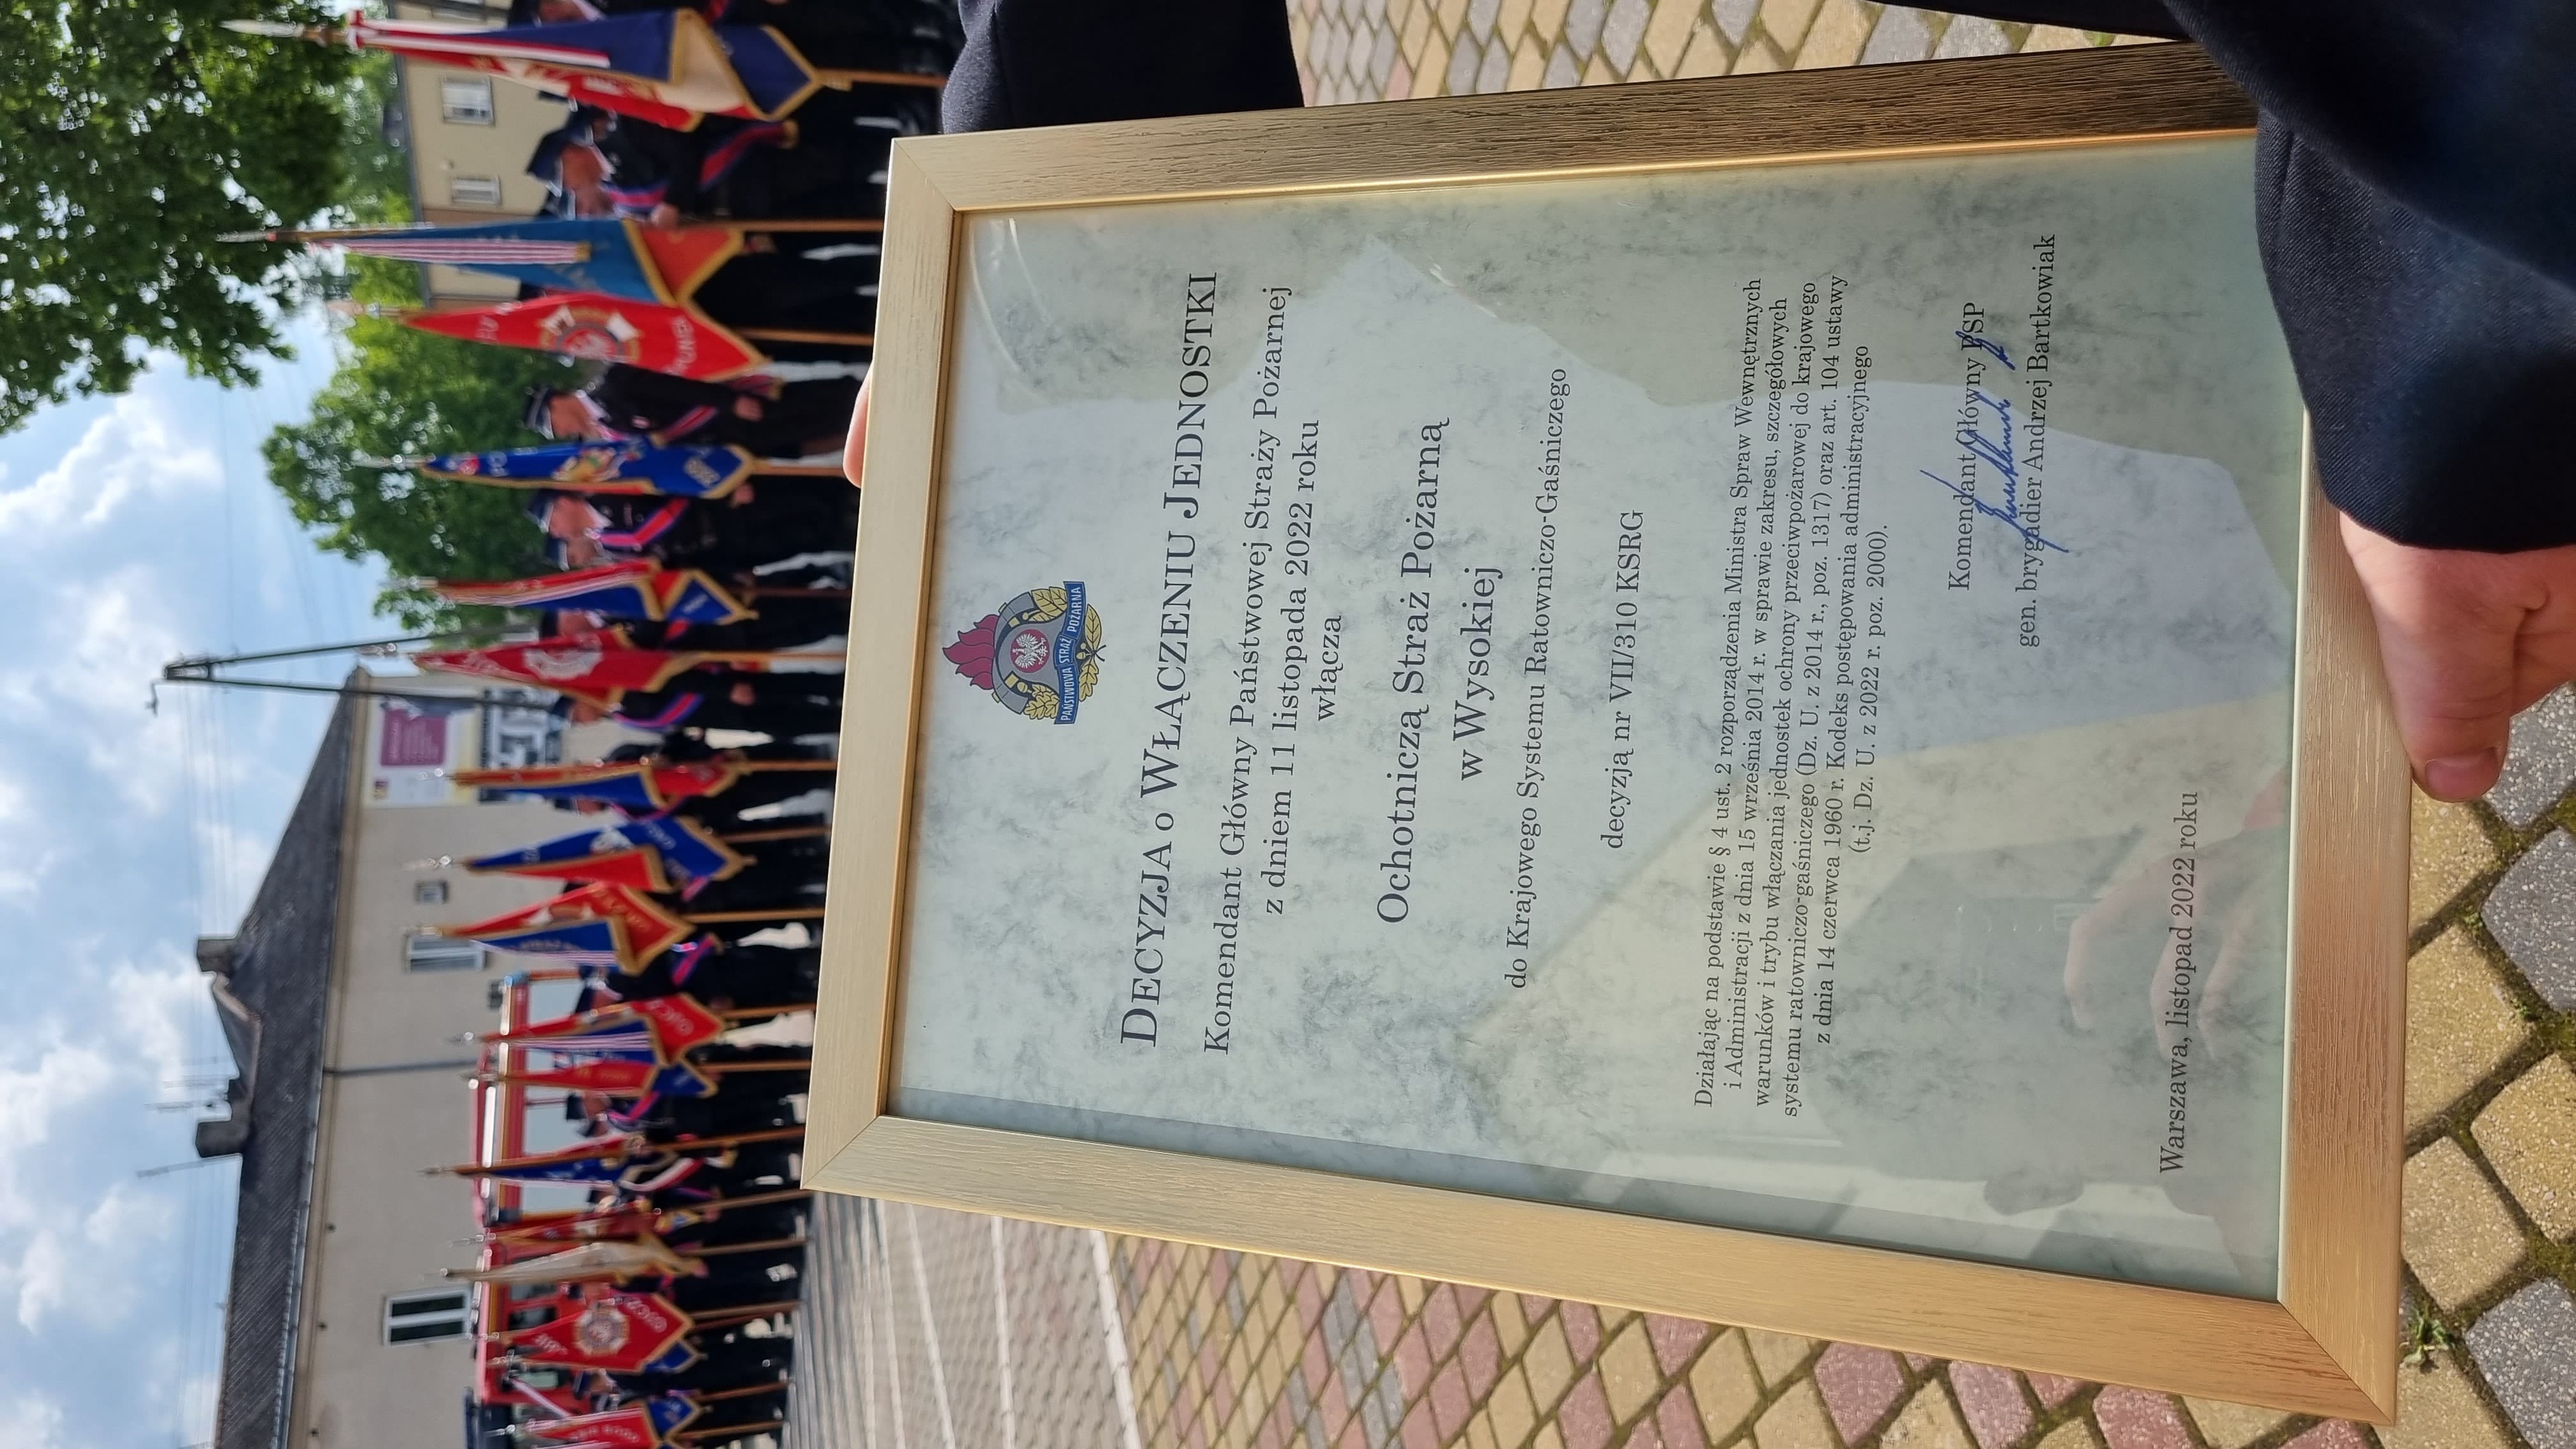 PAŃSTWOWA STRAŻ POŻARNA
DECYZJA O WŁĄCZENIU JEDNOSTKI
Komendant Główny Państwowej Straży Pożarnej
z dniem 11 listopada 2022 roku
włącza
Ochotniczą Straż Pożarną
w Wysokiej
do Krajowego Systemu Ratowniczo-Gaśniczego
decyzją nr VII/310 KSRG
Działając na podstawie § 4 ust. 2 rozporządzenia Ministra Spraw Wewnętrznych
i Administracji z dnia 15 września 2014 r. w sprawie zakresu, szczegółowych
warunków i trybu włączania jednostek ochrony przeciwpożarowej do krajowego
systemu ratowniczo-gaśniczego (Dz. U. z 2014 r., poz. 1317) oraz art. 104 ustawy
z dnia 14 czerwca 1960 r. Kodeks postępowania administracyjnego
(t.j. Dz. U. z 2022 r. poz. 2000).
Komendant Główny PSP
gen. brygadier Andrzej Bartkowiak
Warszawa, listopad 2022 roku